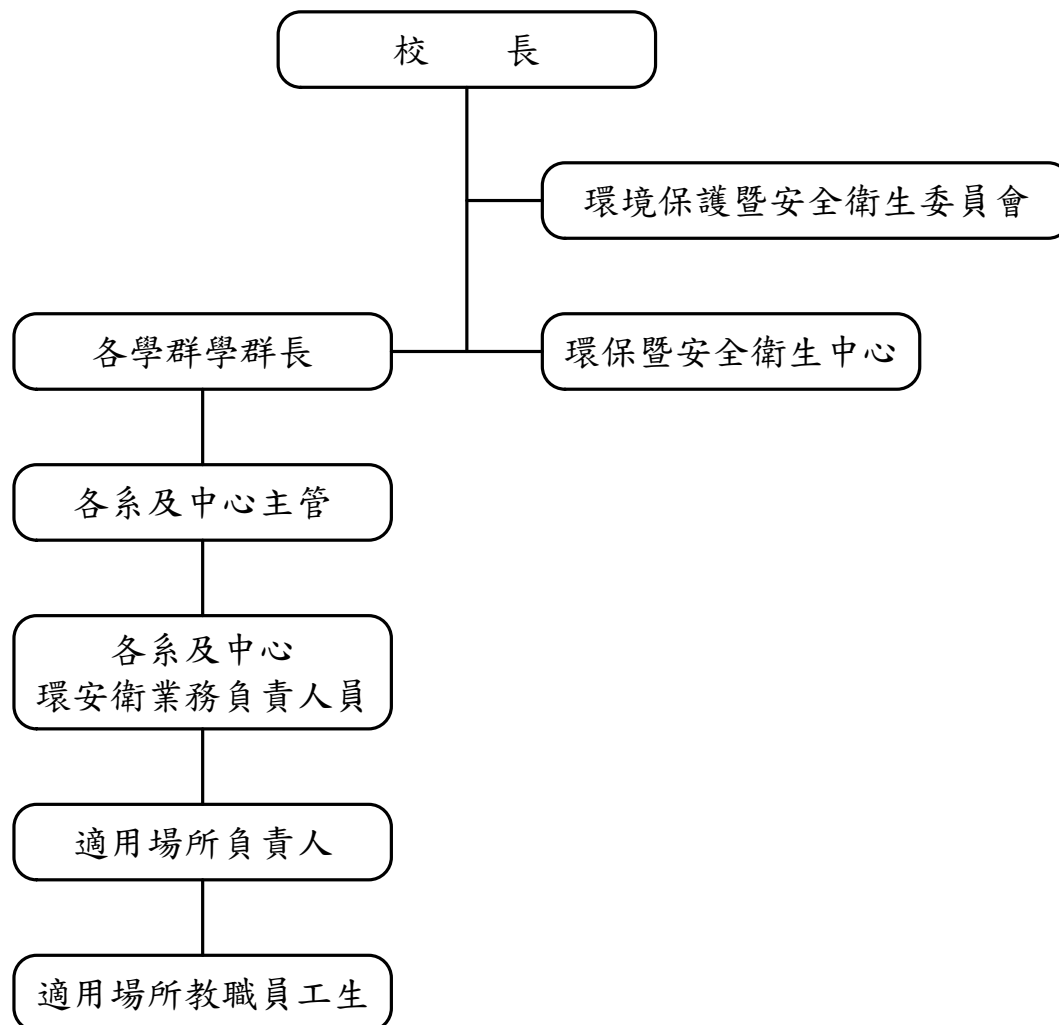 校 長
環境保護暨安全衛生委員會
各學群學群長
環保暨安全衛生中心
各系及中心主管
各系及中心
環安衛業務負責人員
適用場所負責人
適用場所教職員工生